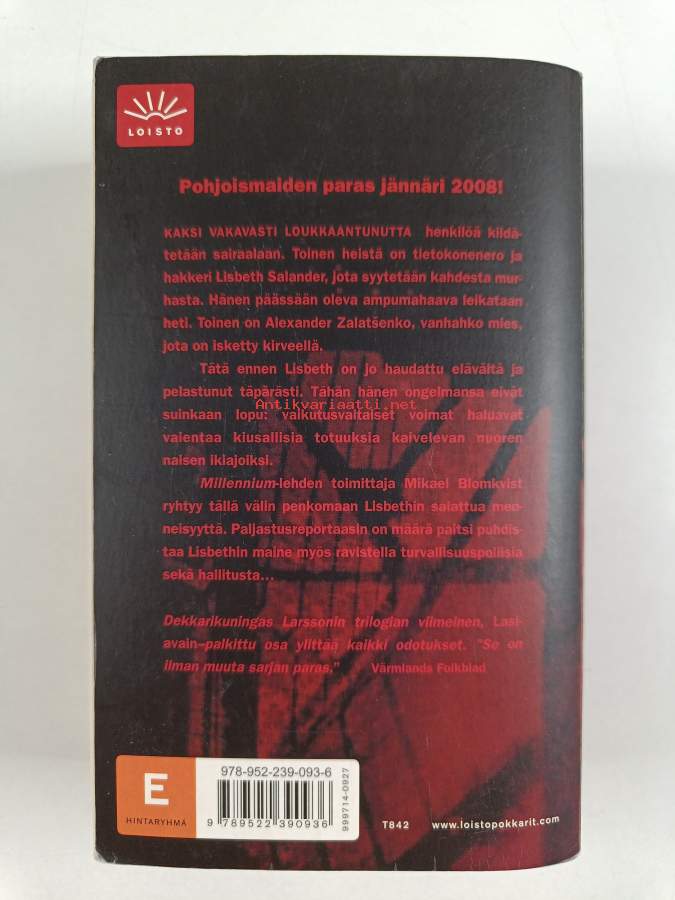 LOISTO
Pohjoismaiden paras jännäri 2008!
KAKSI VAKAVASTI LOUKKAANTUNUTTA henkilöä kiidä-
tetään sairaalaan. Toinen heistä on tietokonenero ja
hakkeri Lisbeth Salander, jota syytetään kahdesta mur-
hasta. Hänen päässään oleva ampumahaava leikataan
heti. Toinen on Alexander Zalatšenko, vanhahko mies,
jota on isketty kirveellä.
Tätä ennen Lisbeth on jo haudattu elävältä ja
pelastunut täpärästi. Tähän hänen ongelmansa eivät
Antikvariaatti.net
suinkaan lopu: vaikutusvaltaiset voimat haluavat
vaientaa kiusallisia totuuksia kaivelevan nuoren
naisen ikiajoiksi.
Millennium-lehden toimittaja Mikael Blomkvist
ryhtyy tällä välin penkomaan Lisbethin salattua men-
neisyyttä. Paljastusreportaasin on määrä paitsi puhdis-
taa Lisbethin maine myös ravistella turvallisuuspoliisia
sekä hallitusta...
Dekkarikuningas Larssonin trilogian viimeinen, Lasi-
avain–palkittu osa ylittää kaikki odotukset. "Se on
ilman muuta sarjan paras." Värmlands Folkblad
E
HINTARYHMÄ
978-952-239-093-6
9 789522 390936
999714-0927
T842 www.loistopokkarit.com